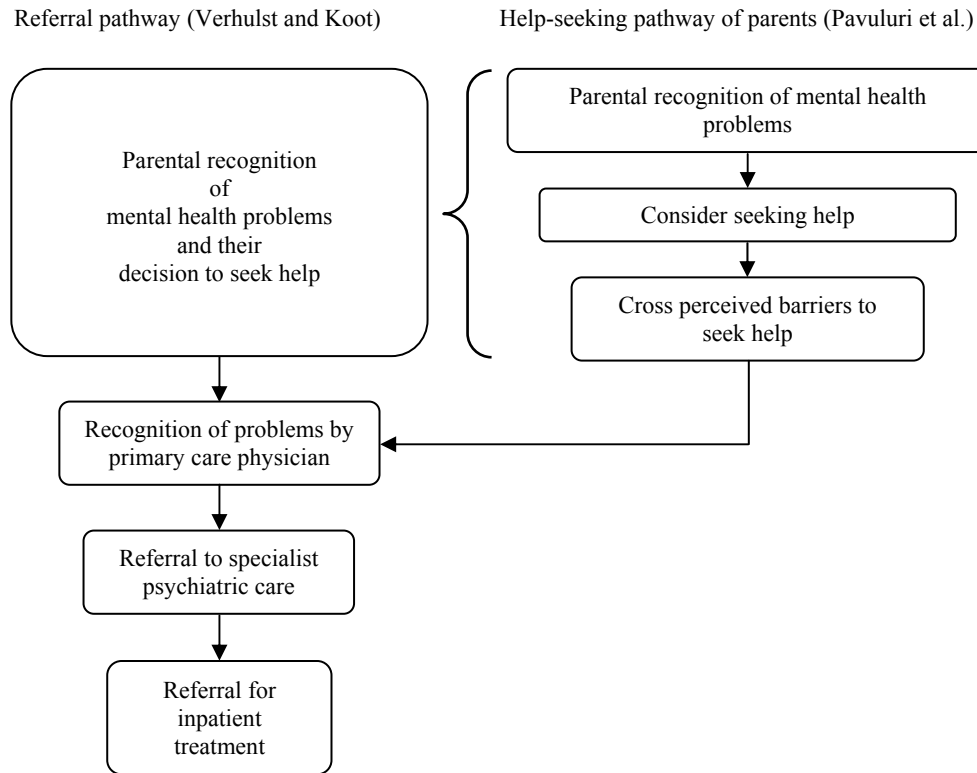 Referral pathway (Verhulst and Koot)
Help-seeking pathway of parents (Pavuluri et al.)
Parental recognition
of
mental health problems
and their
decision to seek help
Parental recognition of mental health
problems
Consider seeking help
Cross perceived barriers to
seek help
Recognition of problems by
primary care physician
Referral to specialist
psychiatric care
Referral for
inpatient
treatment